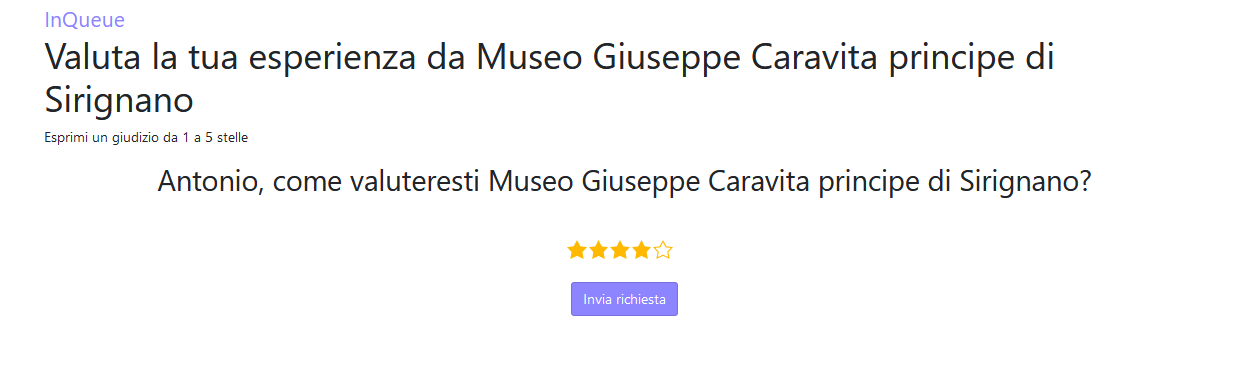 InQueue
Valuta la tua esperienza da Museo Giuseppe Caravita principe di
Sirignano
Esprimi un giudizio da 1 a 5 stelle
Antonio, come valuteresti Museo Giuseppe Caravita principe di Sirignano?
Invia richiesta